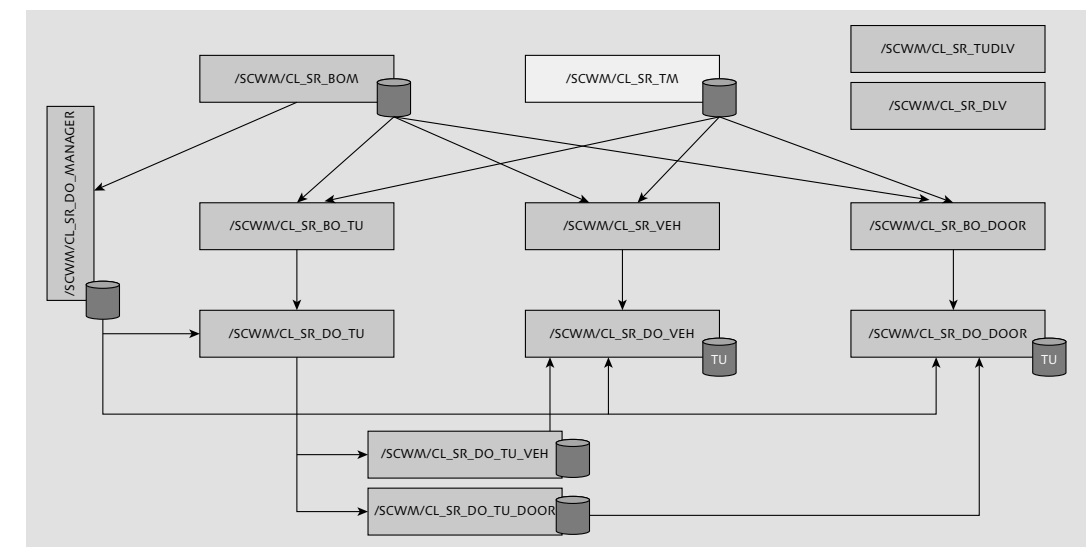 /SCWM/CL_SR_TUDLV
/SCWM/CL_SR_BOM
/SCWM/CL_SR_TM
/SCWM/CL_SR_DLV
/SCWM/CL_SR_DO_MANAGER
/SCWM/CL_SR_BO_TU
/SCWM/CL_SR_VEH
/SCWM/CL_SR_BO_DOOR
/SCWM/CL_SR_DO_TU
/SCWM/CL_SR_DO_VEH
TU
/SCWM/CL_SR_DO_DOOR
TU
/SCWM/CL_SR_DO_TU_VEH
/SCWM/CL_SR_DO_TU_DOOR